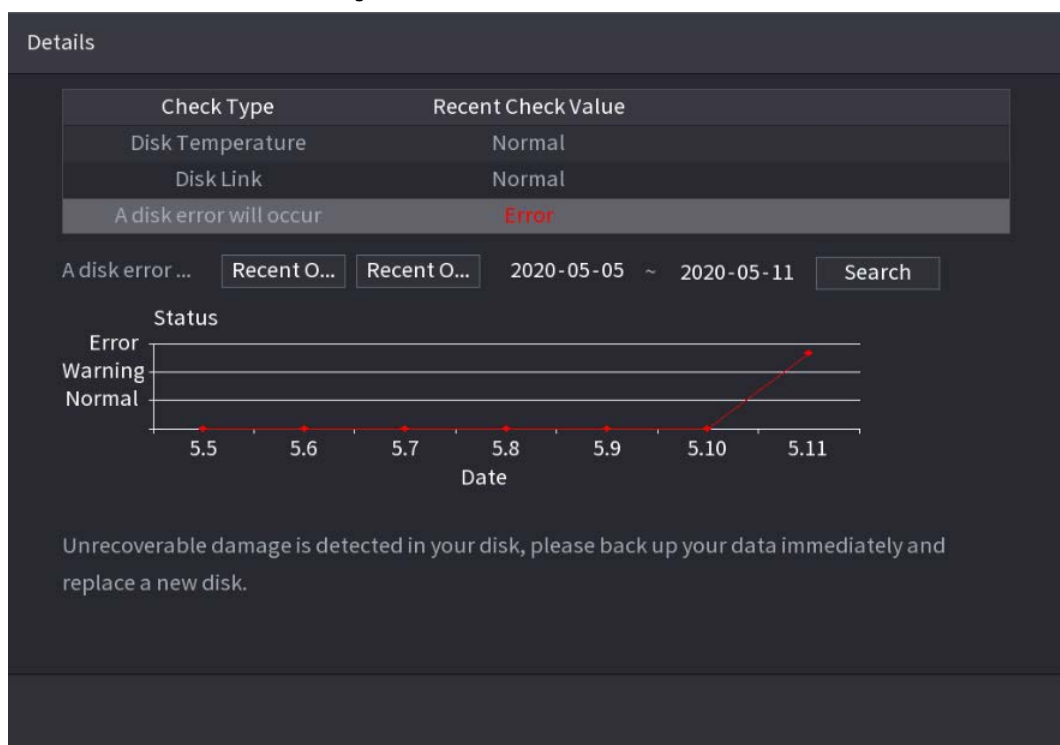 Details
Check Type Recent Check Value
Disk Temperature Normal
Disk Link Normal
A disk error will occur Error
A disk error ... Recent O... Recent O... 2020-05-05 ~ 2020-05-11 Search
Status
Error
Warning
Normal
5.5 5.6 5.7 5.8 5.9 5.10 5.11
Date
Unrecoverable damage is detected in your disk, please back up your data immediately and
replace a new disk.